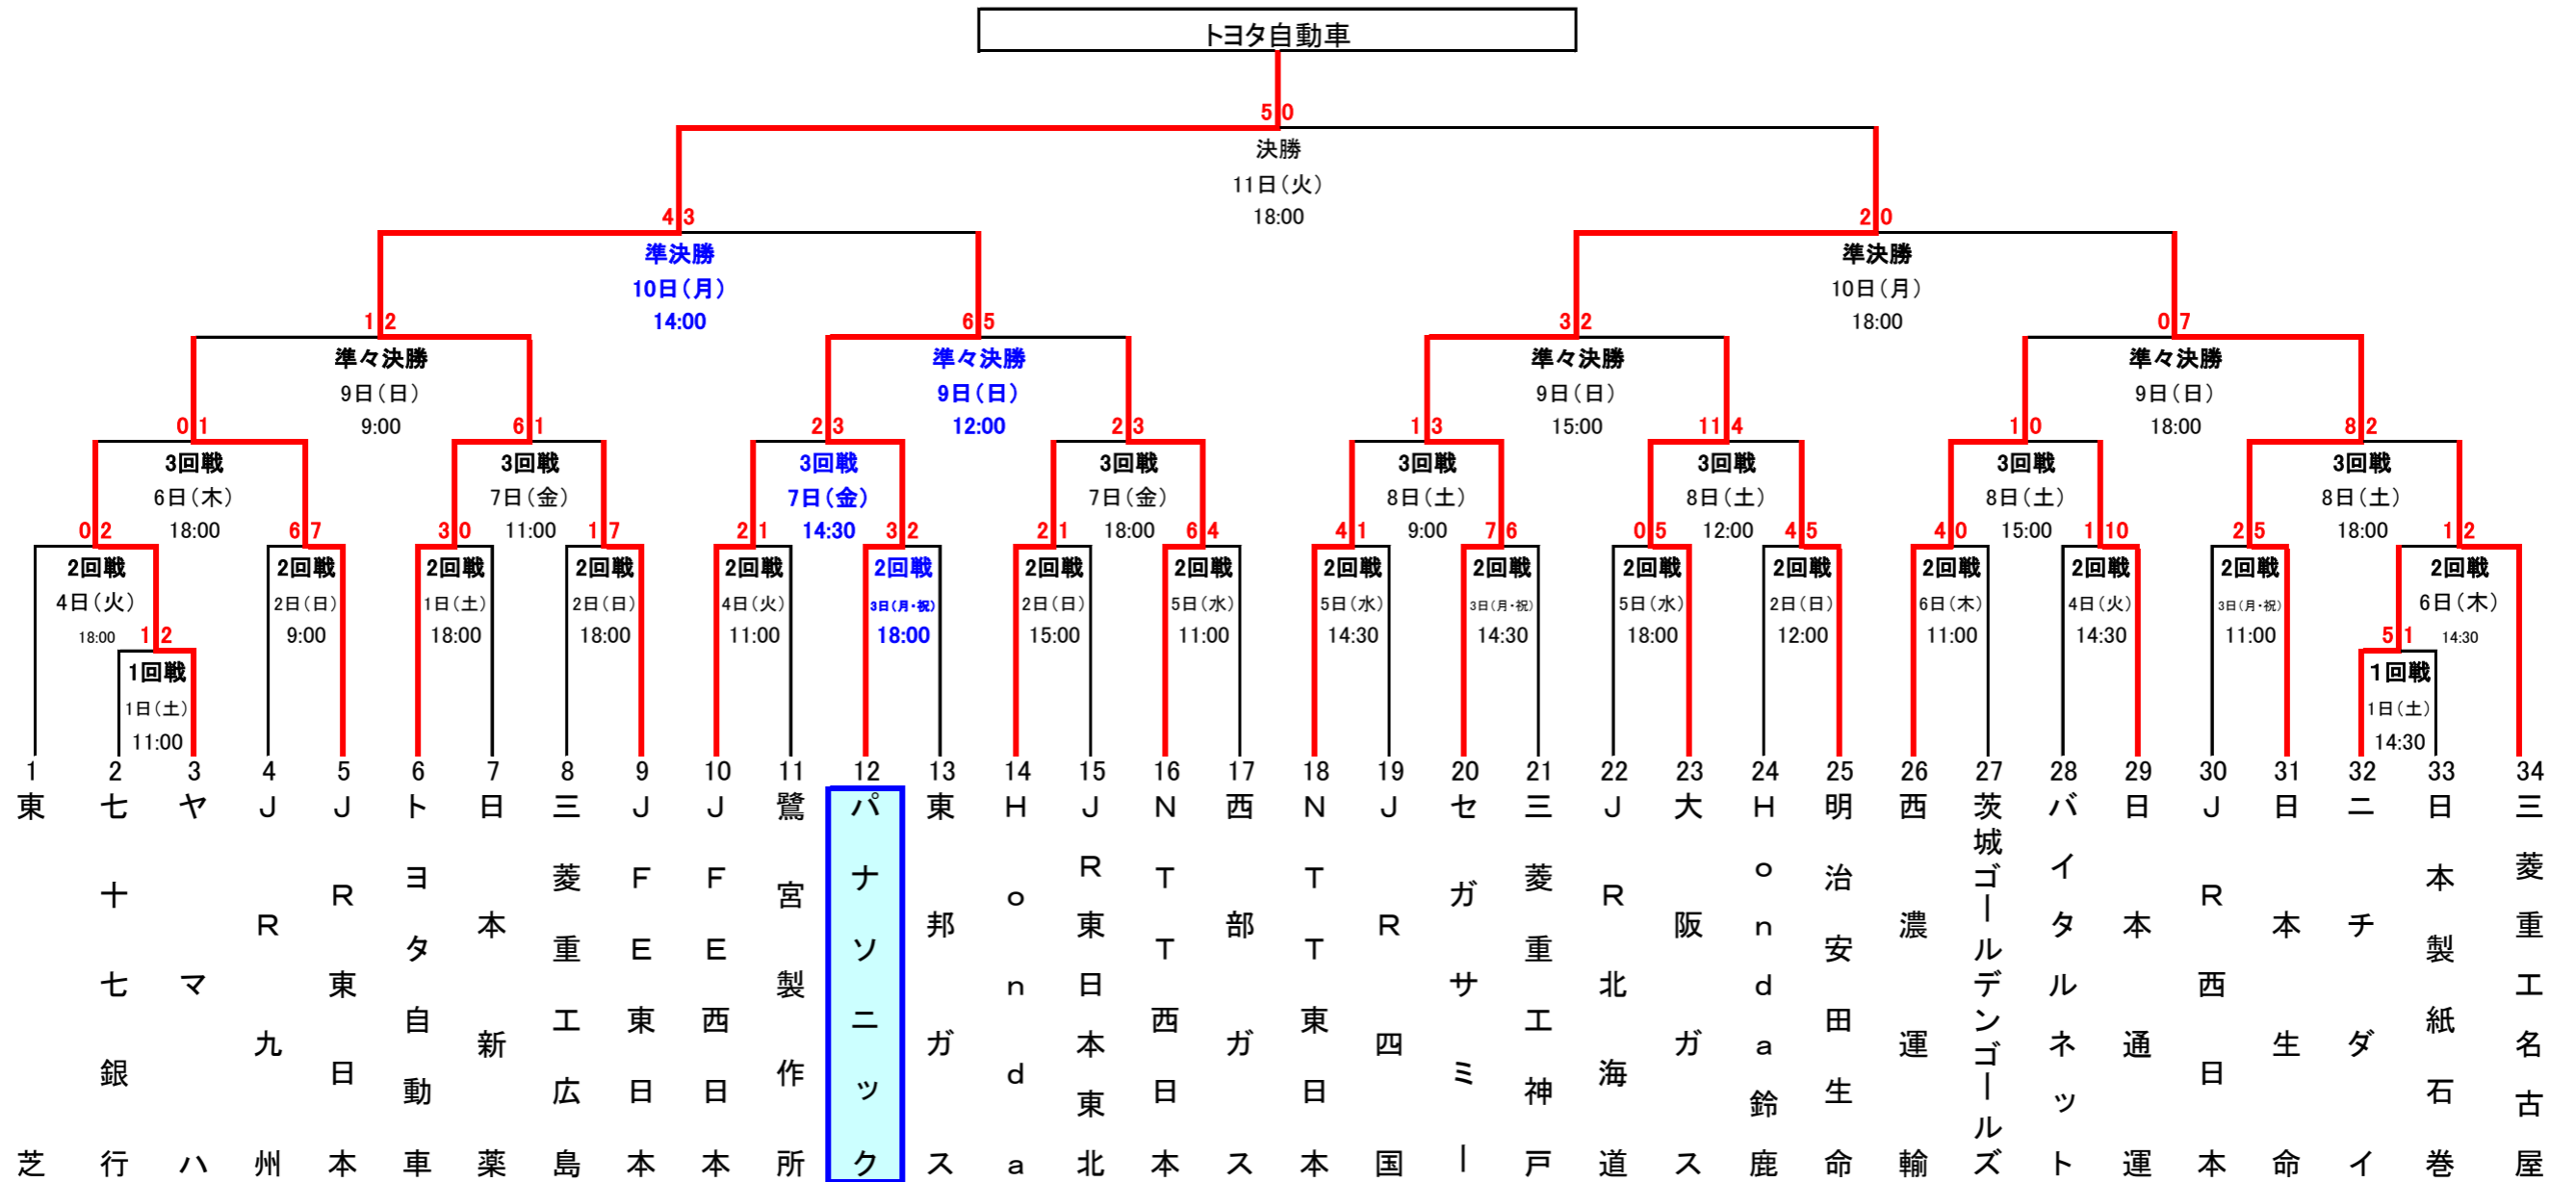 トヨタ自動車
5 0
決勝
11日(火)
18:00
4 3
2 0
準決勝
10日(月)
14:00
準決勝
10日(月)
18:00
1 2
6 5
3 2
0 7
準々決勝
9日(日)
9:00
準々決勝
9日(日)
12:00
準々決勝
9日(日)
15:00
準々決勝
9日(日)
18:00
0 1
6 1
2 3
2 3
1 3
11 4
1 0
8 2
3回戦
6日(木)
18:00
3回戦
7日(金)
11:00
3回戦
7日(金)
14:30
3回戦
7日(金)
18:00
3回戦
8日(土)
9:00
3回戦
8日(土)
12:00
3回戦
8日(土)
15:00
3回戦
8日(土)
18:00
0 2
6 7
3 0
1 7
2 1
3 2
2 1
6 4
4 1
7 6
0 5
4 5
4 0
1 10
2 5
1 2
2回戦
4日(火)
18:00
2回戦
2日(日)
9:00
2回戦
1日(土)
18:00
2回戦
2日(日)
18:00
2回戦
4日(火)
11:00
2回戦
3日(月・祝)
18:00
2回戦
2日(日)
15:00
2回戦
5日(水)
11:00
2回戦
5日(水)
14:30
2回戦
3日(月・祝)
14:30
2回戦
5日(水)
18:00
2回戦
2日(日)
12:00
2回戦
6日(木)
11:00
2回戦
4日(火)
14:30
2回戦
3日(月・祝)
11:00
2回戦
6日(木)
14:30
1 2
1回戦
1日(土)
11:00
5 1
1回戦
1日(土)
14:30
1 東芝
2 七十七銀行
3 ヤマハ
4 JR九州
5 JR東日本
6 トヨタ自動車
7 日本新薬
8 三菱重工広島
9 JFE東日本
10 JFE西日本
11 鷺宮製作所
12 パナソニック
13 東邦ガス
14 Honda
15 JR東日本東北
16 NTT西日本
17 西部ガス
18 NTT東日本
19 JR四国
20 セガサミー
21 三菱重工神戸
22 JR北海道
23 大阪ガス
24 Honda鈴鹿
25 明治安田生命
26 西濃運輸
27 茨城ゴールデンゴールズ
28 バイタルネット
29 日本通運
30 JR西日本
31 日本生命
32 ニチダイ
33 日本製紙石巻
34 三菱重工名古屋